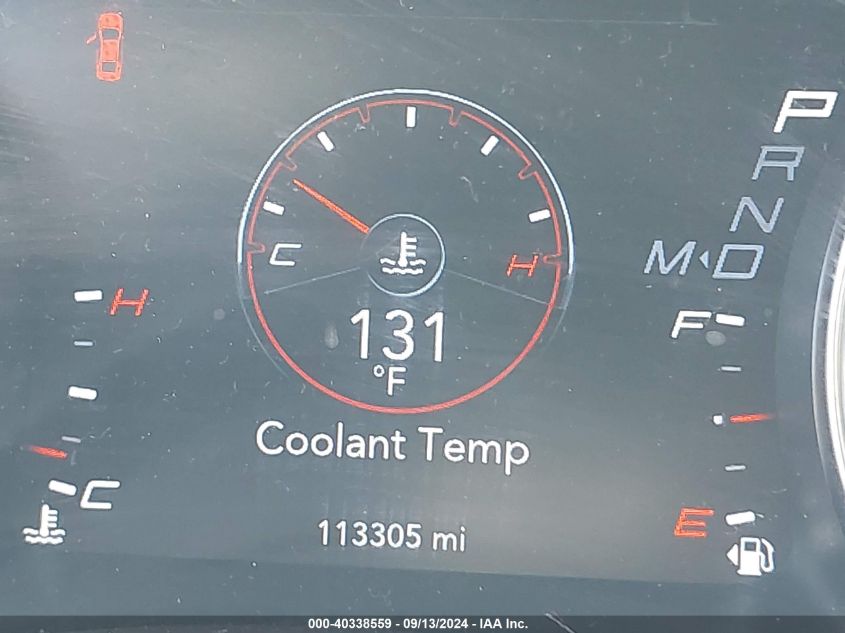 P
R
N
M D
C H
H
131
°F
F
Coolant Temp
C
E
113305 mi
000-40338559 - 09/13/2024 - IAA Inc.